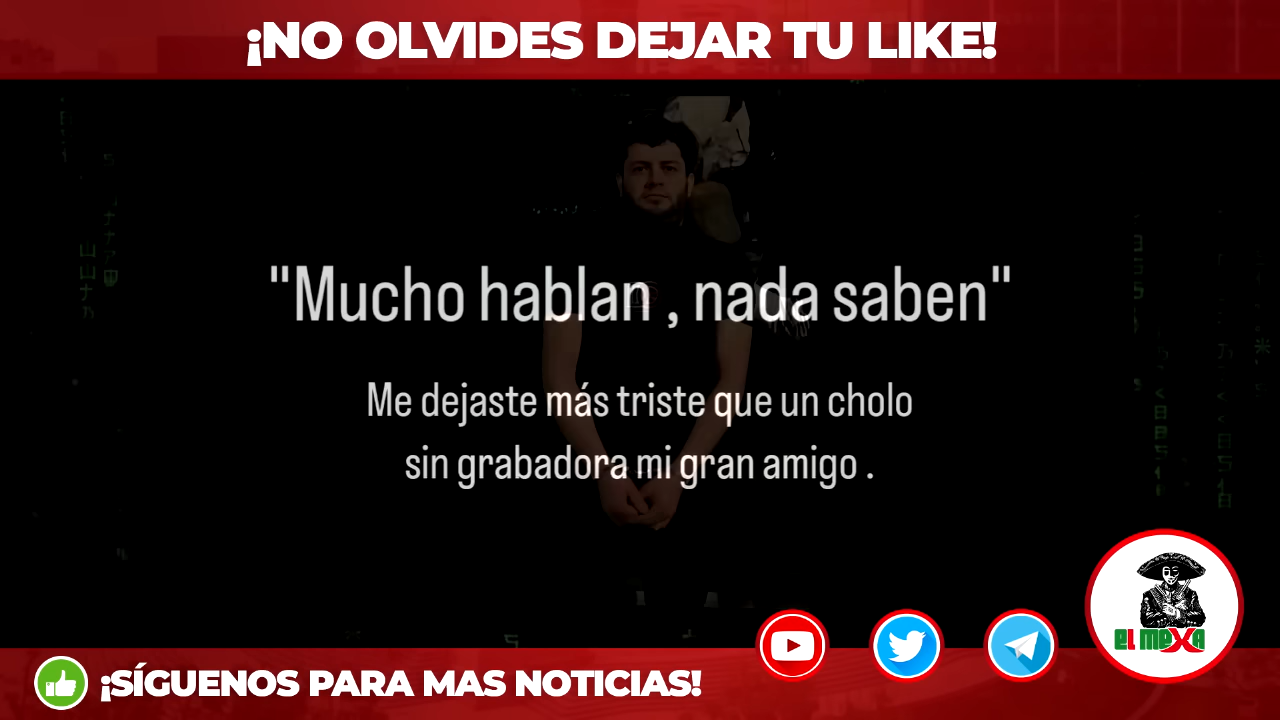 ¡NO OLVIDES DEJAR TU LIKE!
"Mucho hablan , nada saben"
Me dejaste más triste que un cholo
sin grabadora mi gran amigo .
EL MEXA
¡SÍGUENOS PARA MAS NOTICIAS!